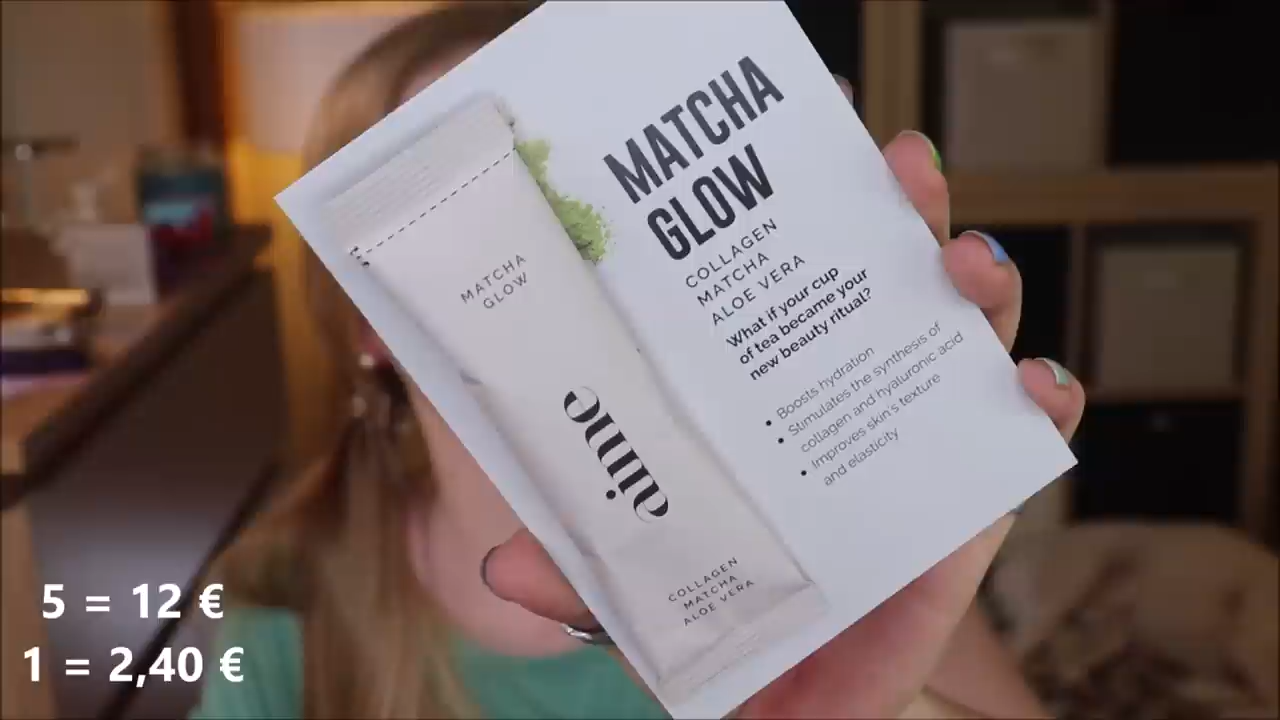 MATCHA
GLOW
COLLAGEN
MATCHA
ALOE VERA
What if your cup
of tea became your
new beauty ritual?
• Boosts hydration
• Stimulates the synthesis of
collagen and hyaluronic acid
• Improves skin's texture
and elasticity
MATCHA
GLOW
aime
COLLAGEN
MATCHA
ALOE VERA
5 = 12 €
1 = 2,40 €